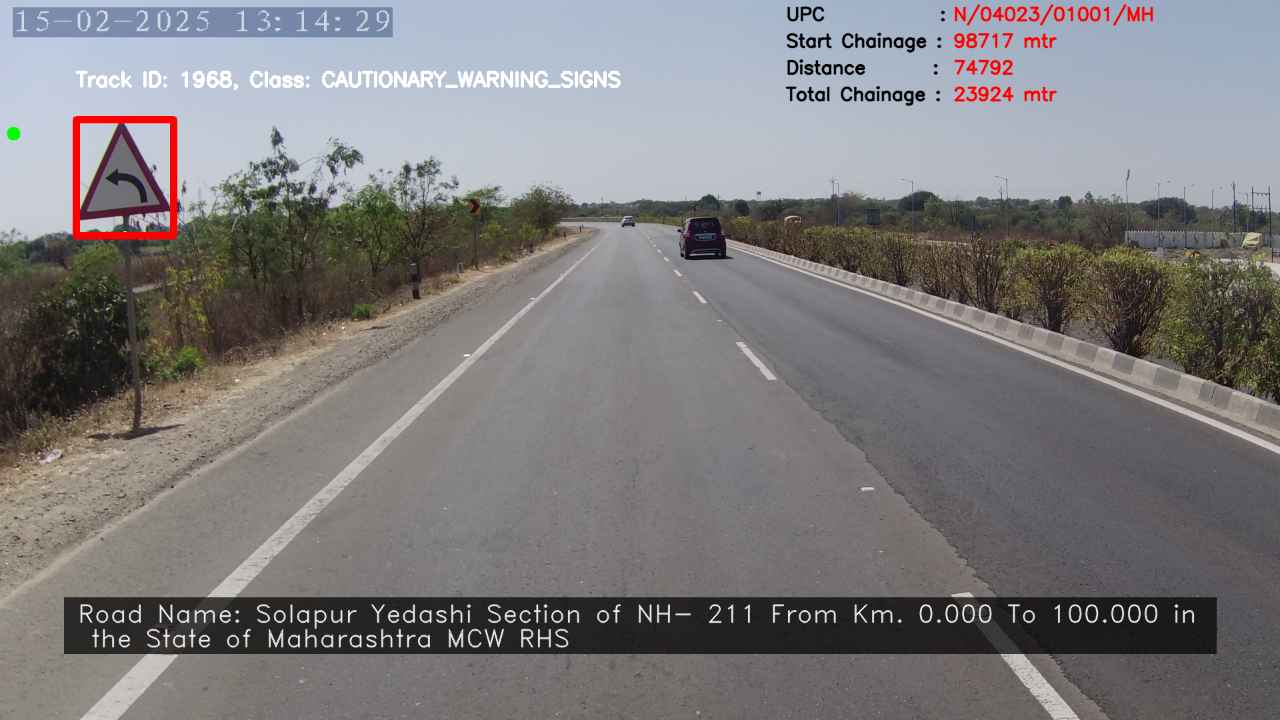 15-02-2025 13:14:29
UPC : N/04023/01001/MH
Start Chainage : 98717 mtr
Distance : 74792
Total Chainage : 23924 mtr
Track ID: 1968, Class: CAUTIONARY_WARNING_SIGNS
Road Name: Solapur Yedashi Section of NH- 211 From Km. 0.000 To 100.000 in
the State of Maharashtra MCW RHS